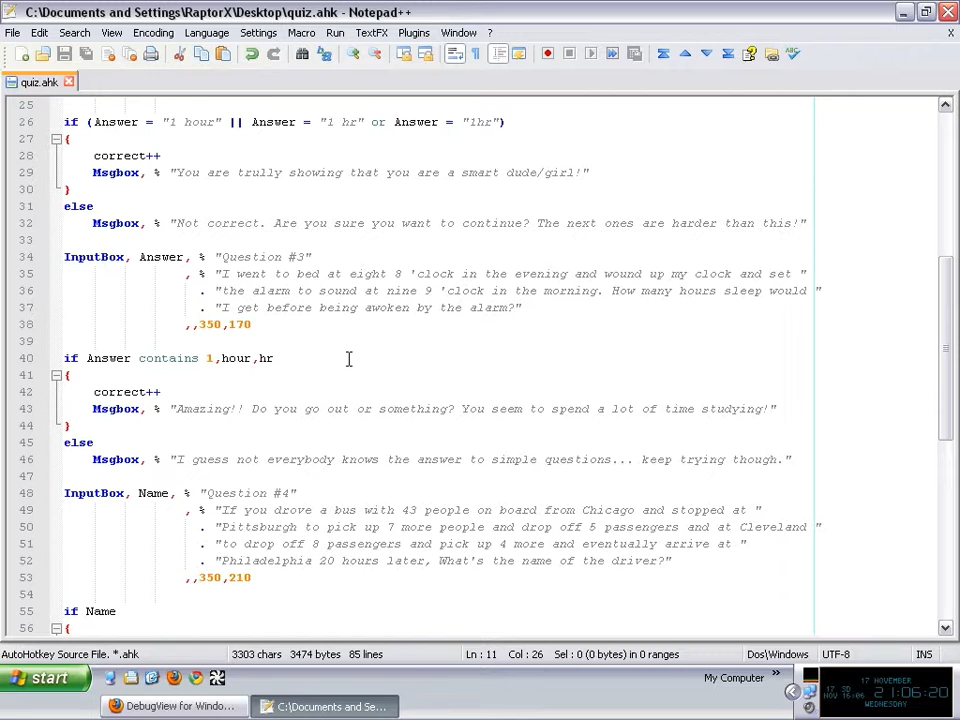 C:\Documents and Settings\RaptorX\Desktop\quiz.ahk - Notepad++
File Edit Search View Encoding Language Settings Macro Run TextFX Plugins Window ? X
quiz.ahk
25
26 if (Answer = "1 hour" || Answer = "1 hr" or Answer = "1hr")
27 {
28 correct++
29 Msgbox, % "You are trully showing that you are a smart dude/girl!"
30 }
31 else
32 Msgbox, % "Not correct. Are you sure you want to continue? The next ones are harder than this!"
33
34 InputBox, Answer, % "Question #3"
35 , % "I went to bed at eight 8 'clock in the evening and wound up my clock and set "
36 . "the alarm to sound at nine 9 'clock in the morning. How many hours sleep would "
37 . "I get before being awoken by the alarm?"
38 ,,350,170
39
40 if Answer contains 1,hour,hr
41 {
42 correct++
43 Msgbox, % "Amazing!! Do you go out or something? You seem to spend a lot of time studying!"
44 }
45 else
46 Msgbox, % "I guess not everybody knows the answer to simple questions... keep trying though."
47
48 InputBox, Name, % "Question #4"
49 , % "If you drove a bus with 43 people on board from Chicago and stopped at "
50 . "Pittsburgh to pick up 7 more people and drop off 5 passengers and at Cleveland "
51 . "to drop off 8 passengers and pick up 4 more and eventually arrive at "
52 . "Philadelphia 20 hours later, What's the name of the driver?"
53 ,,350,210
54
55 if Name
56 {
AutoHotkey Source File. *.ahk 3303 chars 3474 bytes 85 lines Ln : 11 Col : 26 Sel : 0 (0 bytes) in 0 ranges Dos\Windows UTF-8 INS
start My Computer »
DebugView for Windo... C:\Documents and Se...
17 NOVEMBER
21:06:20
WEDNESDAY